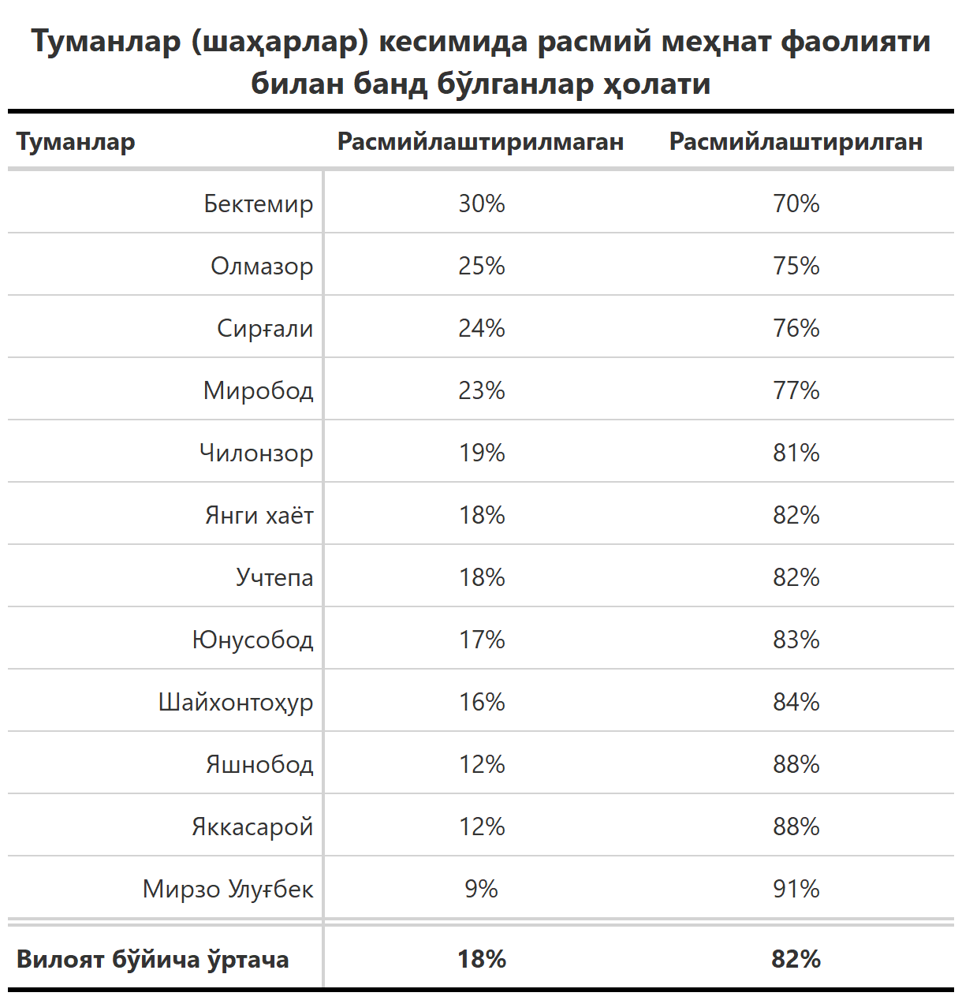 Туманлар (шаҳарлар) кесимида расмий меҳнат фаолияти
билан банд бўлганлар ҳолати
Туманлар Расмийлаштирилмаган Расмийлаштирилган
Бектемир 30% 70%
Олмазор 25% 75%
Сирғали 24% 76%
Миробод 23% 77%
Чилонзор 19% 81%
Янги хаёт 18% 82%
Учтепа 18% 82%
Юнусобод 17% 83%
Шайхонтоҳур 16% 84%
Яшнобод 12% 88%
Яккасарой 12% 88%
Мирзо Улуғбек 9% 91%
Вилоят бўйича ўртача 18% 82%